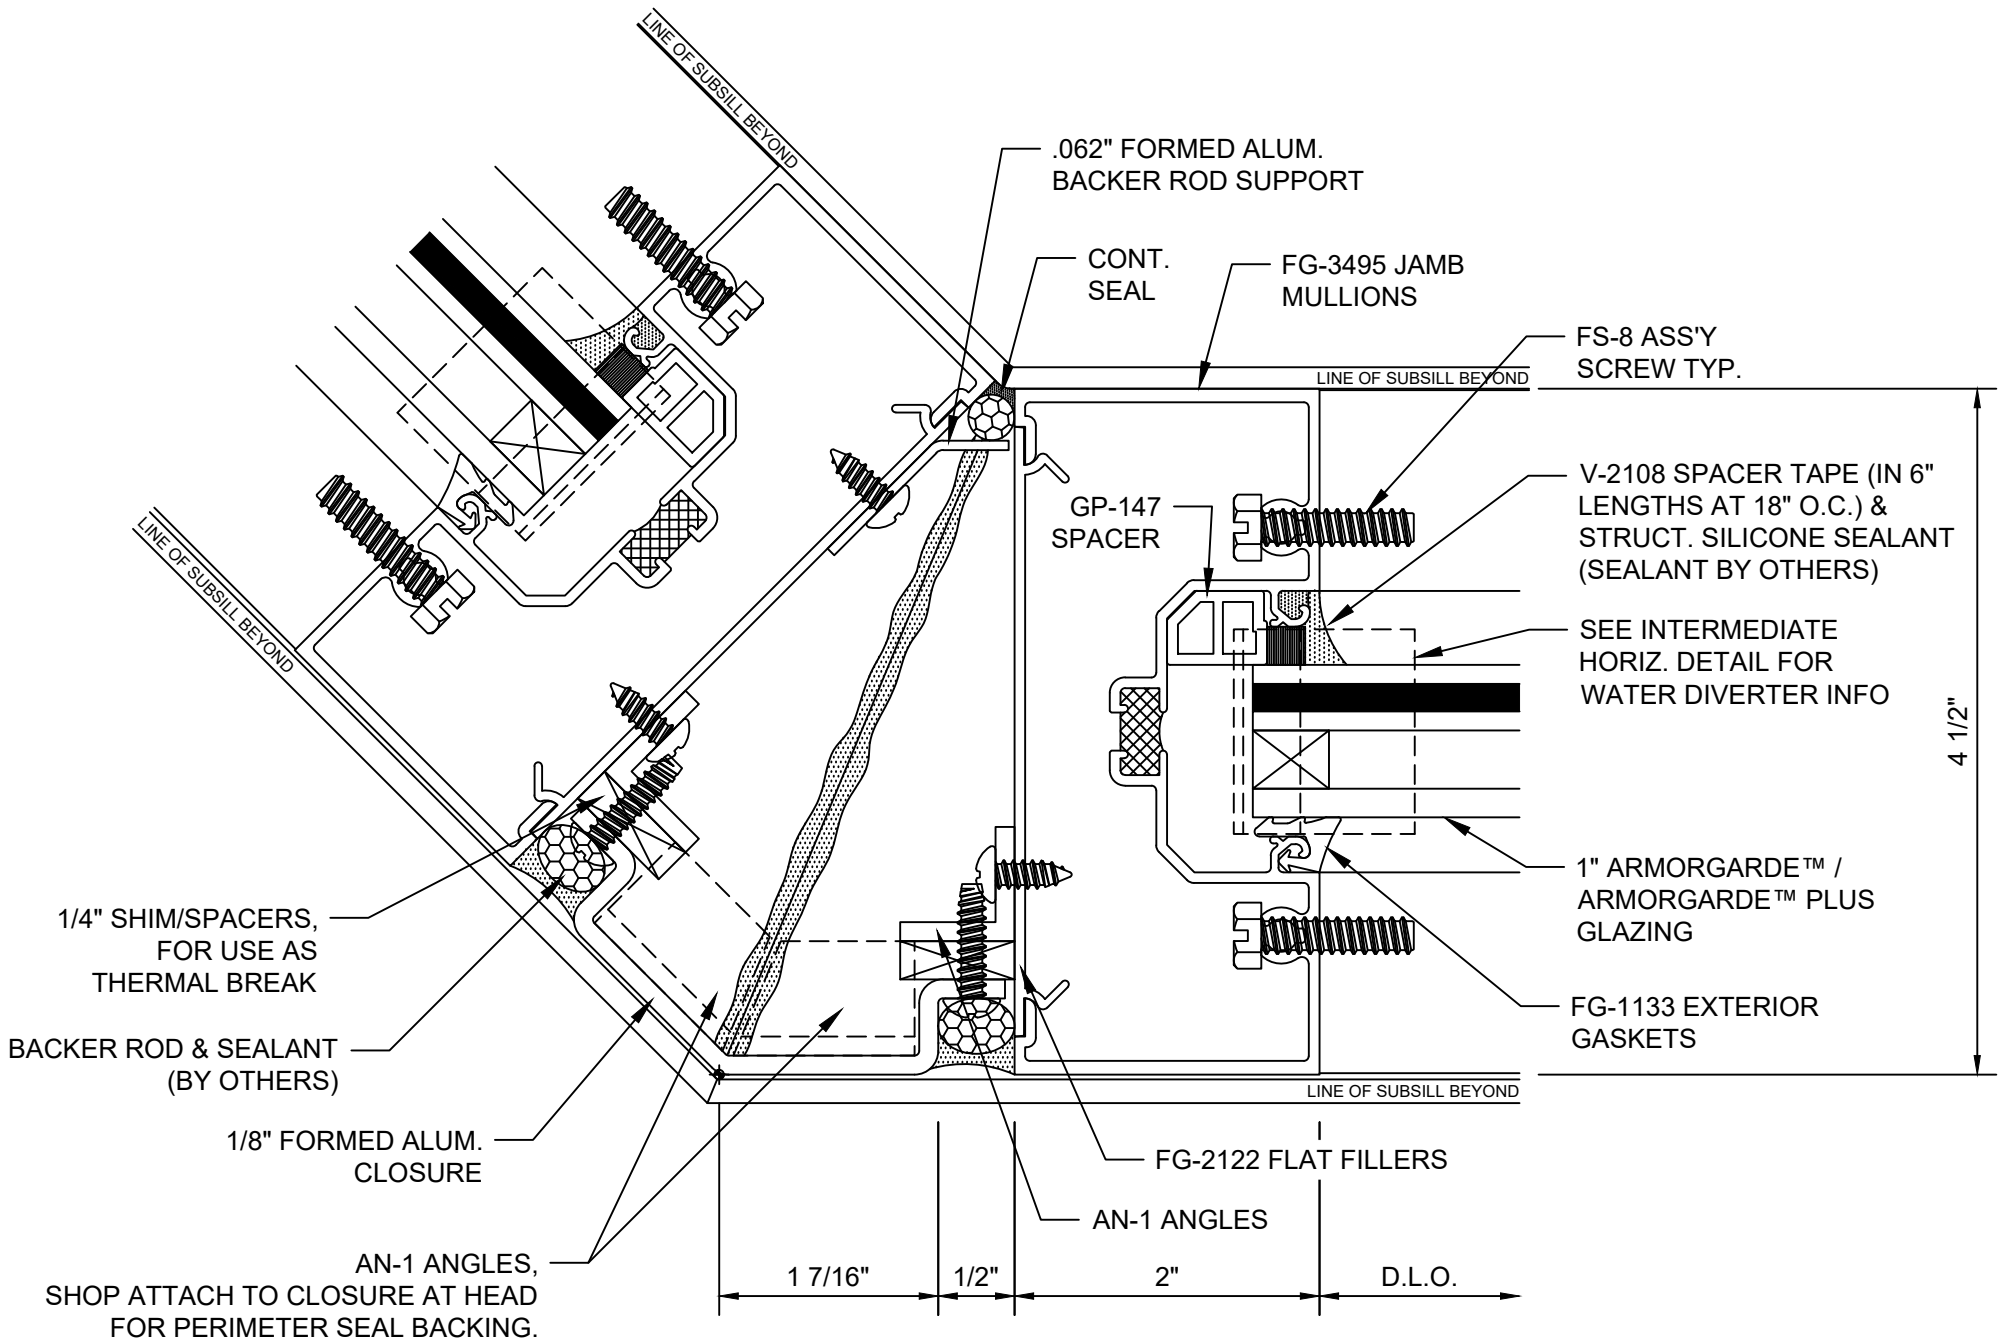 LINE OF SUBSILL BEYOND
.062" FORMED ALUM.
BACKER ROD SUPPORT
CONT.
SEAL
FG-3495 JAMB
MULLIONS
FS-8 ASS'Y
SCREW TYP.
LINE OF SUBSILL BEYOND
V-2108 SPACER TAPE (IN 6"
LENGTHS AT 18" O.C.) &
STRUCT. SILICONE SEALANT
(SEALANT BY OTHERS)
GP-147
SPACER
LINE OF SUBSILL BEYOND
SEE INTERMEDIATE
HORIZ. DETAIL FOR
WATER DIVERTER INFO
4 1/2"
1" ARMORGARDE™ /
ARMORGARDE™ PLUS
GLAZING
1/4" SHIM/SPACERS,
FOR USE AS
THERMAL BREAK
FG-1133 EXTERIOR
GASKETS
BACKER ROD & SEALANT
(BY OTHERS)
LINE OF SUBSILL BEYOND
1/8" FORMED ALUM.
CLOSURE
FG-2122 FLAT FILLERS
AN-1 ANGLES
AN-1 ANGLES,
SHOP ATTACH TO CLOSURE AT HEAD
FOR PERIMETER SEAL BACKING.
1 7/16"
1/2"
2"
D.L.O.